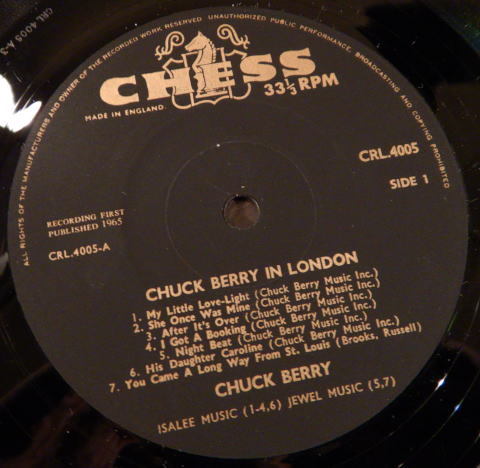 CRL 4005 A-3
ALL RIGHTS OF THE MANUFACTURERS AND OWNER OF THE RECORDED WORK RESERVED UNAUTHORIZED PUBLIC PERFORMANCE, BROADCASTING AND COPYING PROHIBITED
CHESS
33⅓ RPM
MADE IN ENGLAND.
CRL.4005
SIDE 1
RECORDING FIRST
PUBLISHED 1965
CRL.4005-A
CHUCK BERRY IN LONDON
1. My Little Love-Light (Chuck Berry Music Inc.)
2. She Once Was Mine (Chuck Berry Music Inc.)
3. After It's Over (Chuck Berry Music Inc.)
4. I Got A Booking (Chuck Berry Music Inc.)
5. Night Beat (Chuck Berry Music Inc.)
6. His Daughter Caroline (Chuck Berry Music Inc.)
7. You Came A Long Way From St. Louis (Brooks, Russell)
CHUCK BERRY
ISALEE MUSIC (1-4,6) JEWEL MUSIC (5,7)